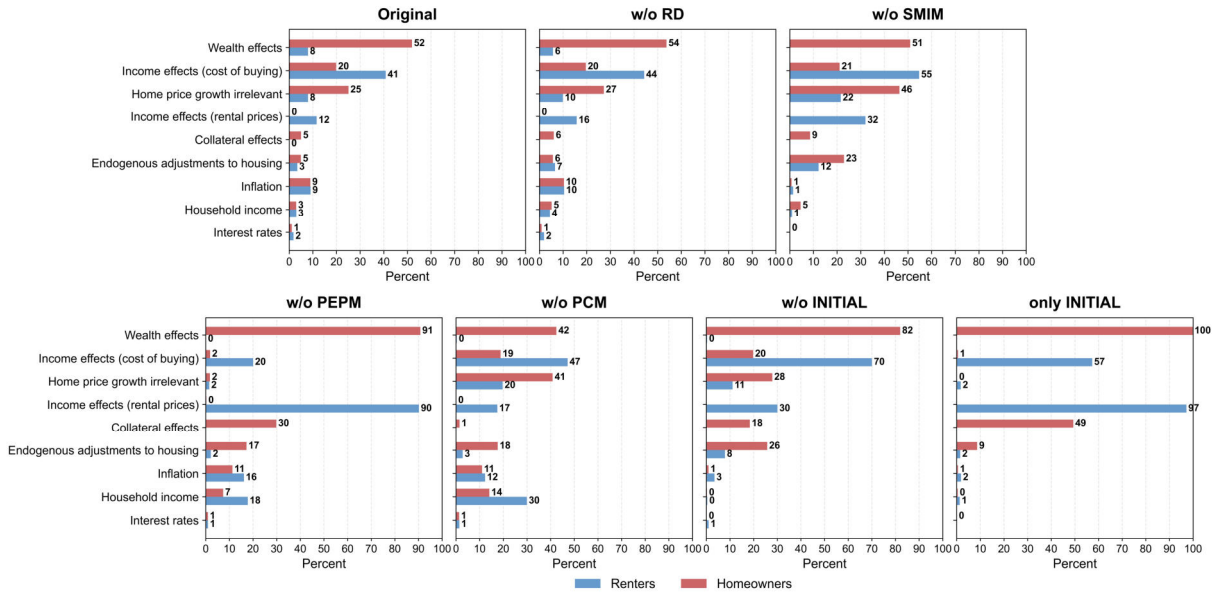 Original
w/o RD
w/o SMIM
Wealth effects
52
8
54
6
51
Income effects (cost of buying)
20
41
20
44
21
55
Home price growth irrelevant
25
8
27
10
46
22
Income effects (rental prices)
0
12
0
16
32
Collateral effects
5
0
6
9
Endogenous adjustments to housing
5
3
6
7
23
12
Inflation
9
9
10
10
1
1
Household income
3
3
5
4
5
1
Interest rates
1
2
1
2
0
0 10 20 30 40 50 60 70 80 90 100
0 10 20 30 40 50 60 70 80 90 100
0 10 20 30 40 50 60 70 80 90 100
Percent
Percent
Percent
w/o PEPM
w/o PCM
w/o INITIAL
only INITIAL
Wealth effects
91
0
42
0
82
0
100
Income effects (cost of buying)
2
20
19
47
20
70
1
57
Home price growth irrelevant
2
2
41
20
28
11
0
2
Income effects (rental prices)
0
90
0
17
30
97
Collateral effects
30
1
18
49
Endogenous adjustments to housing
17
2
18
3
26
8
9
2
Inflation
11
16
11
12
1
3
1
2
Household income
7
18
14
30
0
0
0
1
Interest rates
1
1
1
1
0
1
0
0 10 20 30 40 50 60 70 80 90 100
0 10 20 30 40 50 60 70 80 90 100
0 10 20 30 40 50 60 70 80 90 100
0 10 20 30 40 50 60 70 80 90 100
Percent
Percent
Percent
Percent
Renters
Homeowners